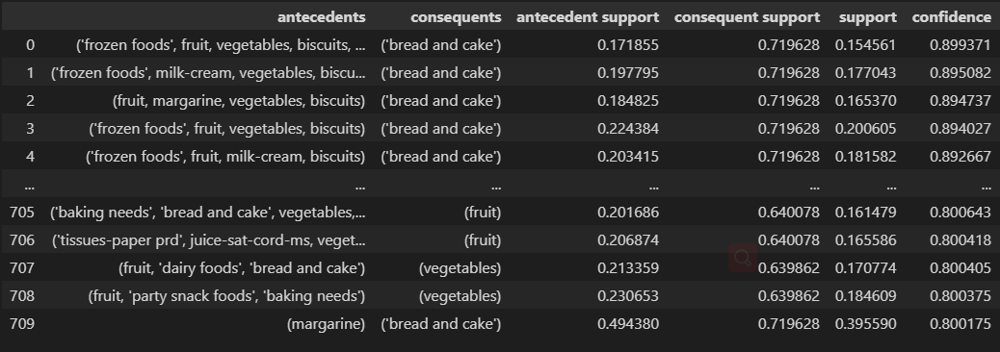 antecedents consequents antecedent support consequent support support confidence
0 ('frozen foods', fruit, vegetables, biscuits, ... ('bread and cake') 0.171855 0.719628 0.154561 0.899371
1 ('frozen foods', milk-cream, vegetables, biscu... ('bread and cake') 0.197795 0.719628 0.177043 0.895082
2 (fruit, margarine, vegetables, biscuits) ('bread and cake') 0.184825 0.719628 0.165370 0.894737
3 ('frozen foods', fruit, vegetables, biscuits) ('bread and cake') 0.224384 0.719628 0.200605 0.894027
4 ('frozen foods', fruit, milk-cream, biscuits) ('bread and cake') 0.203415 0.719628 0.181582 0.892667
... ... ... ... ... ... ...
705 ('baking needs', 'bread and cake', vegetables,... (fruit) 0.201686 0.640078 0.161479 0.800643
706 ('tissues-paper prd', juice-sat-cord-ms, veget... (fruit) 0.206874 0.640078 0.165586 0.800418
707 (fruit, 'dairy foods', 'bread and cake') (vegetables) 0.213359 0.639862 0.170774 0.800405
708 (fruit, 'party snack foods', 'baking needs') (vegetables) 0.230653 0.639862 0.184609 0.800375
709 (margarine) ('bread and cake') 0.494380 0.719628 0.395590 0.800175